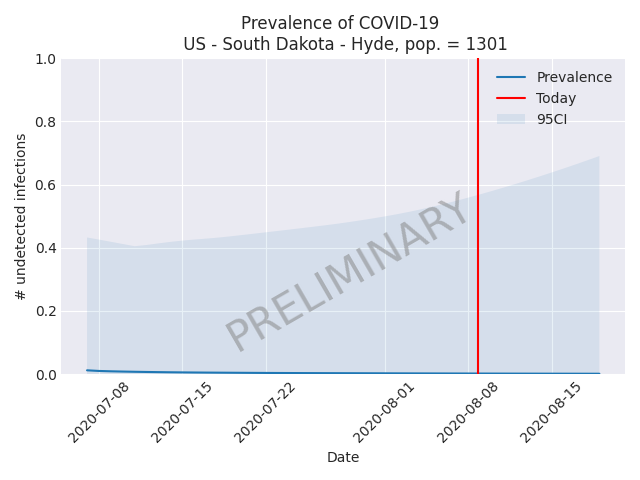 Prevalence of COVID-19
US - South Dakota - Hyde, pop. = 1301
1.0
0.8
0.6
0.4
0.2
0.0
# undetected infections
Prevalence
Today
95CI
PRELIMINARY
2020-07-08
2020-07-15
2020-07-22
2020-08-01
2020-08-08
2020-08-15
Date